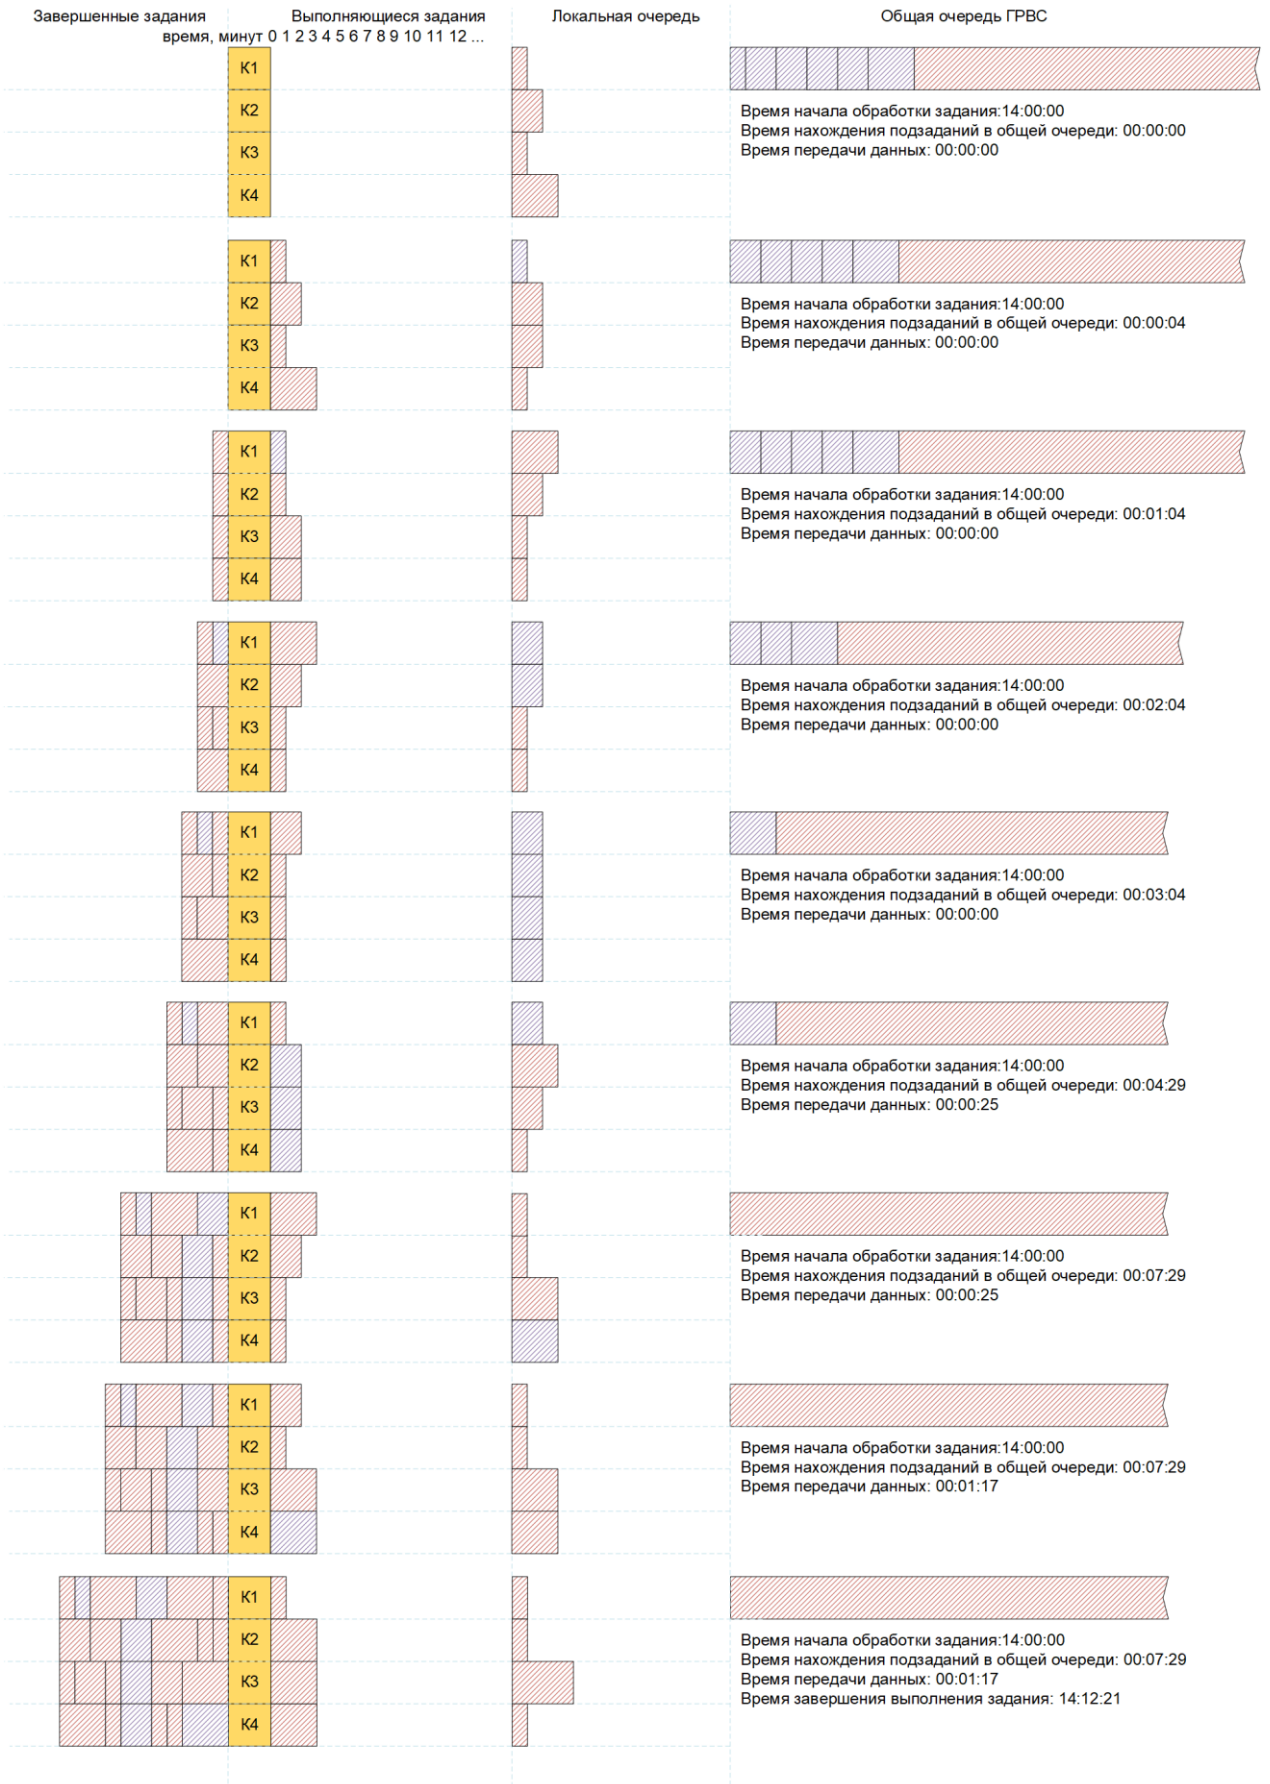 Завершенные задания Выполняющиеся задания Локальная очередь Общая очередь ГРВС
время, минут 0 1 2 3 4 5 6 7 8 9 10 11 12 ...
К1
К2
К3
К4
Время начала обработки задания:14:00:00
Время нахождения подзаданий в общей очереди: 00:00:00
Время передачи данных: 00:00:00
К1
К2
К3
К4
Время начала обработки задания:14:00:00
Время нахождения подзаданий в общей очереди: 00:00:04
Время передачи данных: 00:00:00
К1
К2
К3
К4
Время начала обработки задания:14:00:00
Время нахождения подзаданий в общей очереди: 00:01:04
Время передачи данных: 00:00:00
К1
К2
К3
К4
Время начала обработки задания:14:00:00
Время нахождения подзаданий в общей очереди: 00:02:04
Время передачи данных: 00:00:00
К1
К2
К3
К4
Время начала обработки задания:14:00:00
Время нахождения подзаданий в общей очереди: 00:03:04
Время передачи данных: 00:00:00
К1
К2
К3
К4
Время начала обработки задания:14:00:00
Время нахождения подзаданий в общей очереди: 00:04:29
Время передачи данных: 00:00:25
К1
К2
К3
К4
Время начала обработки задания:14:00:00
Время нахождения подзаданий в общей очереди: 00:07:29
Время передачи данных: 00:00:25
К1
К2
К3
К4
Время начала обработки задания:14:00:00
Время нахождения подзаданий в общей очереди: 00:07:29
Время передачи данных: 00:01:17
К1
К2
К3
К4
Время начала обработки задания:14:00:00
Время нахождения подзаданий в общей очереди: 00:07:29
Время передачи данных: 00:01:17
Время завершения выполнения задания: 14:12:21